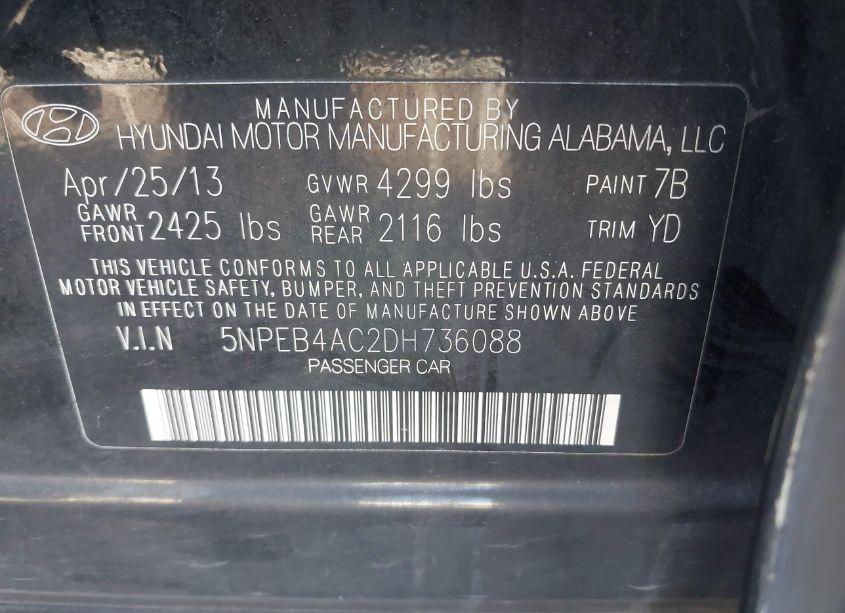 MANUFACTURED BY
HYUNDAI MOTOR MANUFACTURING ALABAMA, LLC
Apr/25/13 GVWR 4299 lbs PAINT 7B
GAWR FRONT 2425 lbs GAWR REAR 2116 lbs TRIM YD
THIS VEHICLE CONFORMS TO ALL APPLICABLE U.S.A. FEDERAL
MOTOR VEHICLE SAFETY, BUMPER, AND THEFT PREVENTION STANDARDS
IN EFFECT ON THE DATE OF MANUFACTURE SHOWN ABOVE
V.I.N 5NPEB4AC2DH736088
PASSENGER CAR